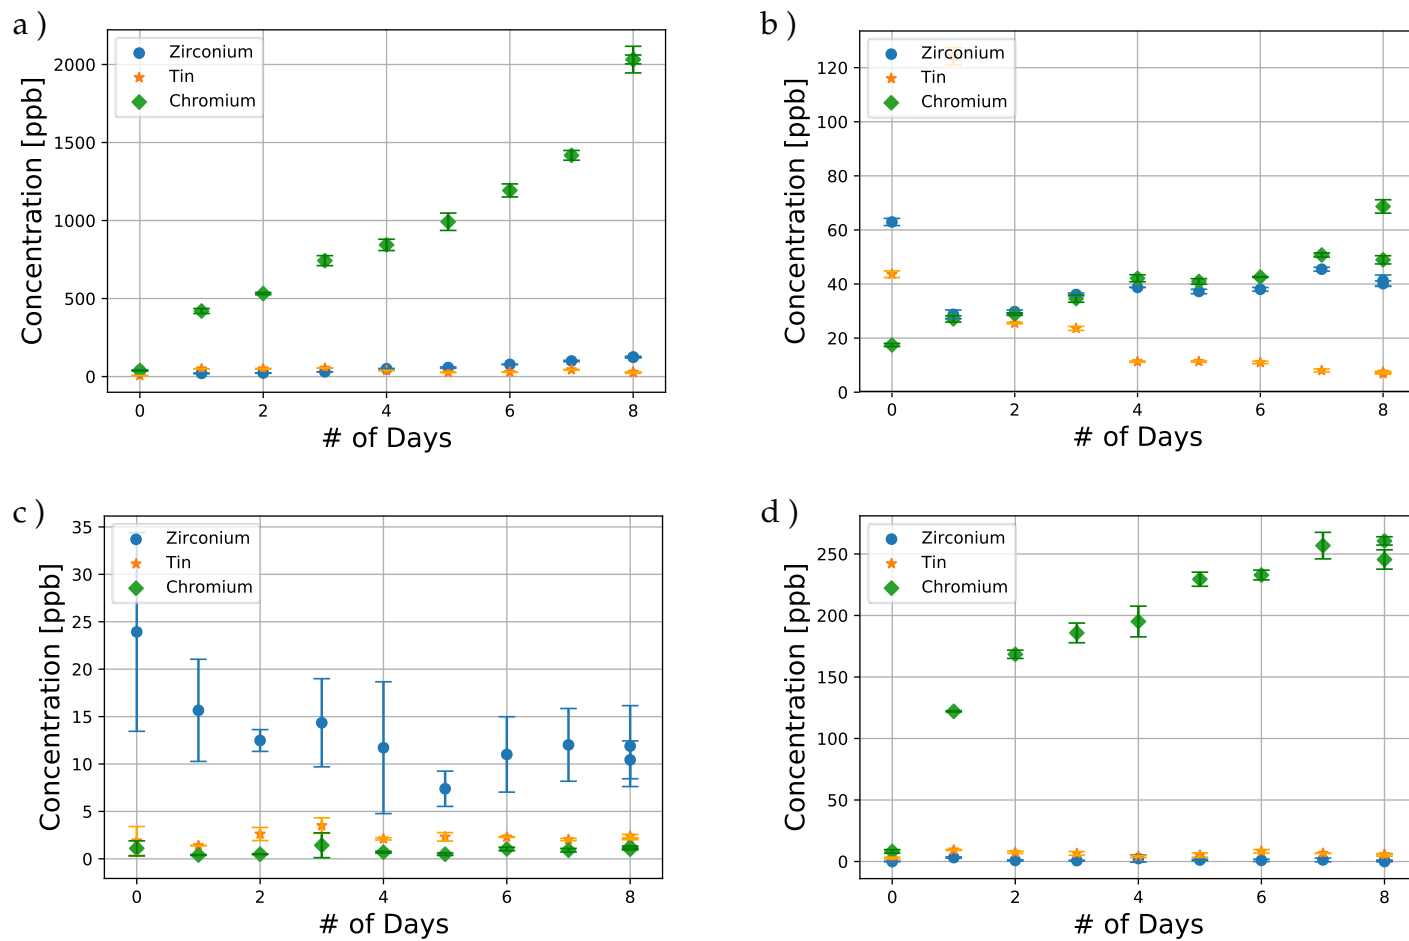 a )
Zirconium
Tin
Chromium
2000
1500
1000
500
0
Concentration [ppb]
0 2 4 6 8
# of Days
b )
Zirconium
Tin
Chromium
120
100
80
60
40
20
0
Concentration [ppb]
0 2 4 6 8
# of Days
c )
Zirconium
Tin
Chromium
35
30
25
20
15
10
5
0
Concentration [ppb]
0 2 4 6 8
# of Days
d )
Zirconium
Tin
Chromium
250
200
150
100
50
0
Concentration [ppb]
0 2 4 6 8
# of Days